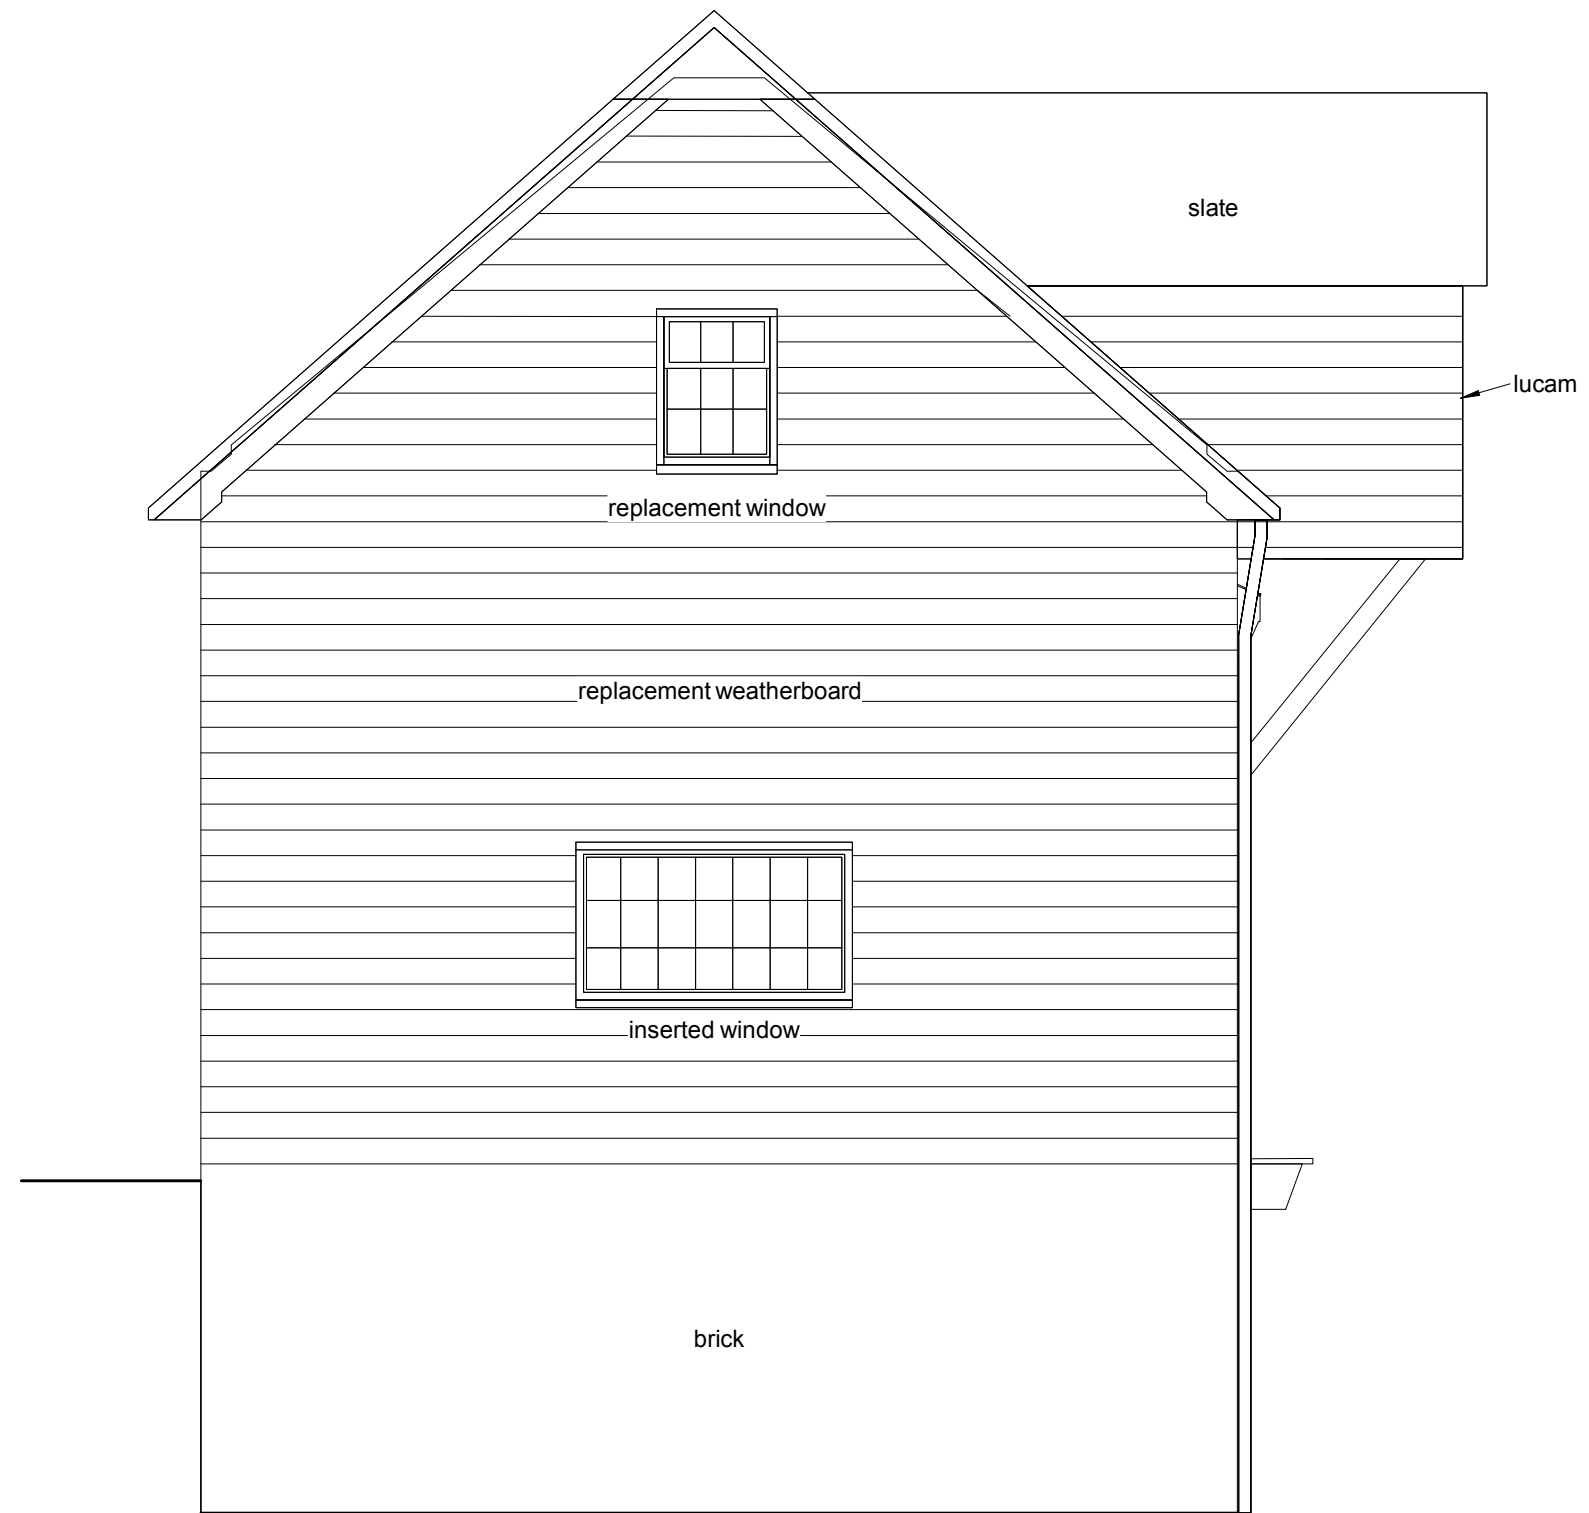 slate
lucam
replacement window
replacement weatherboard
inserted window
brick